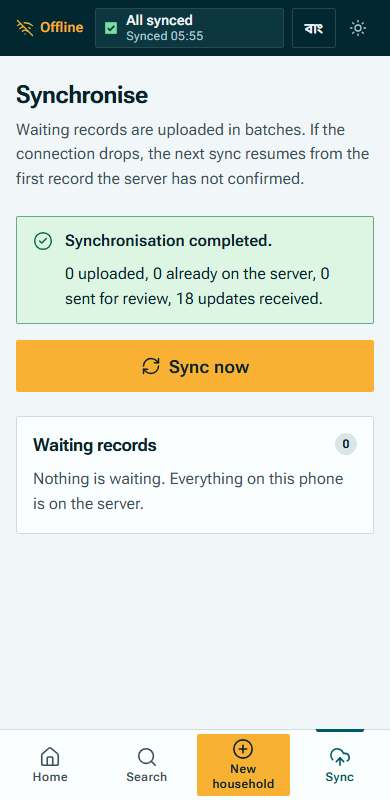 Offline
All synced
Synced 05:55
বাং
Synchronise
Waiting records are uploaded in batches. If the
connection drops, the next sync resumes from the
first record the server has not confirmed.
Synchronisation completed.
0 uploaded, 0 already on the server, 0
sent for review, 18 updates received.
Sync now
Waiting records
0
Nothing is waiting. Everything on this phone
is on the server.
Home
Search
New
household
Sync